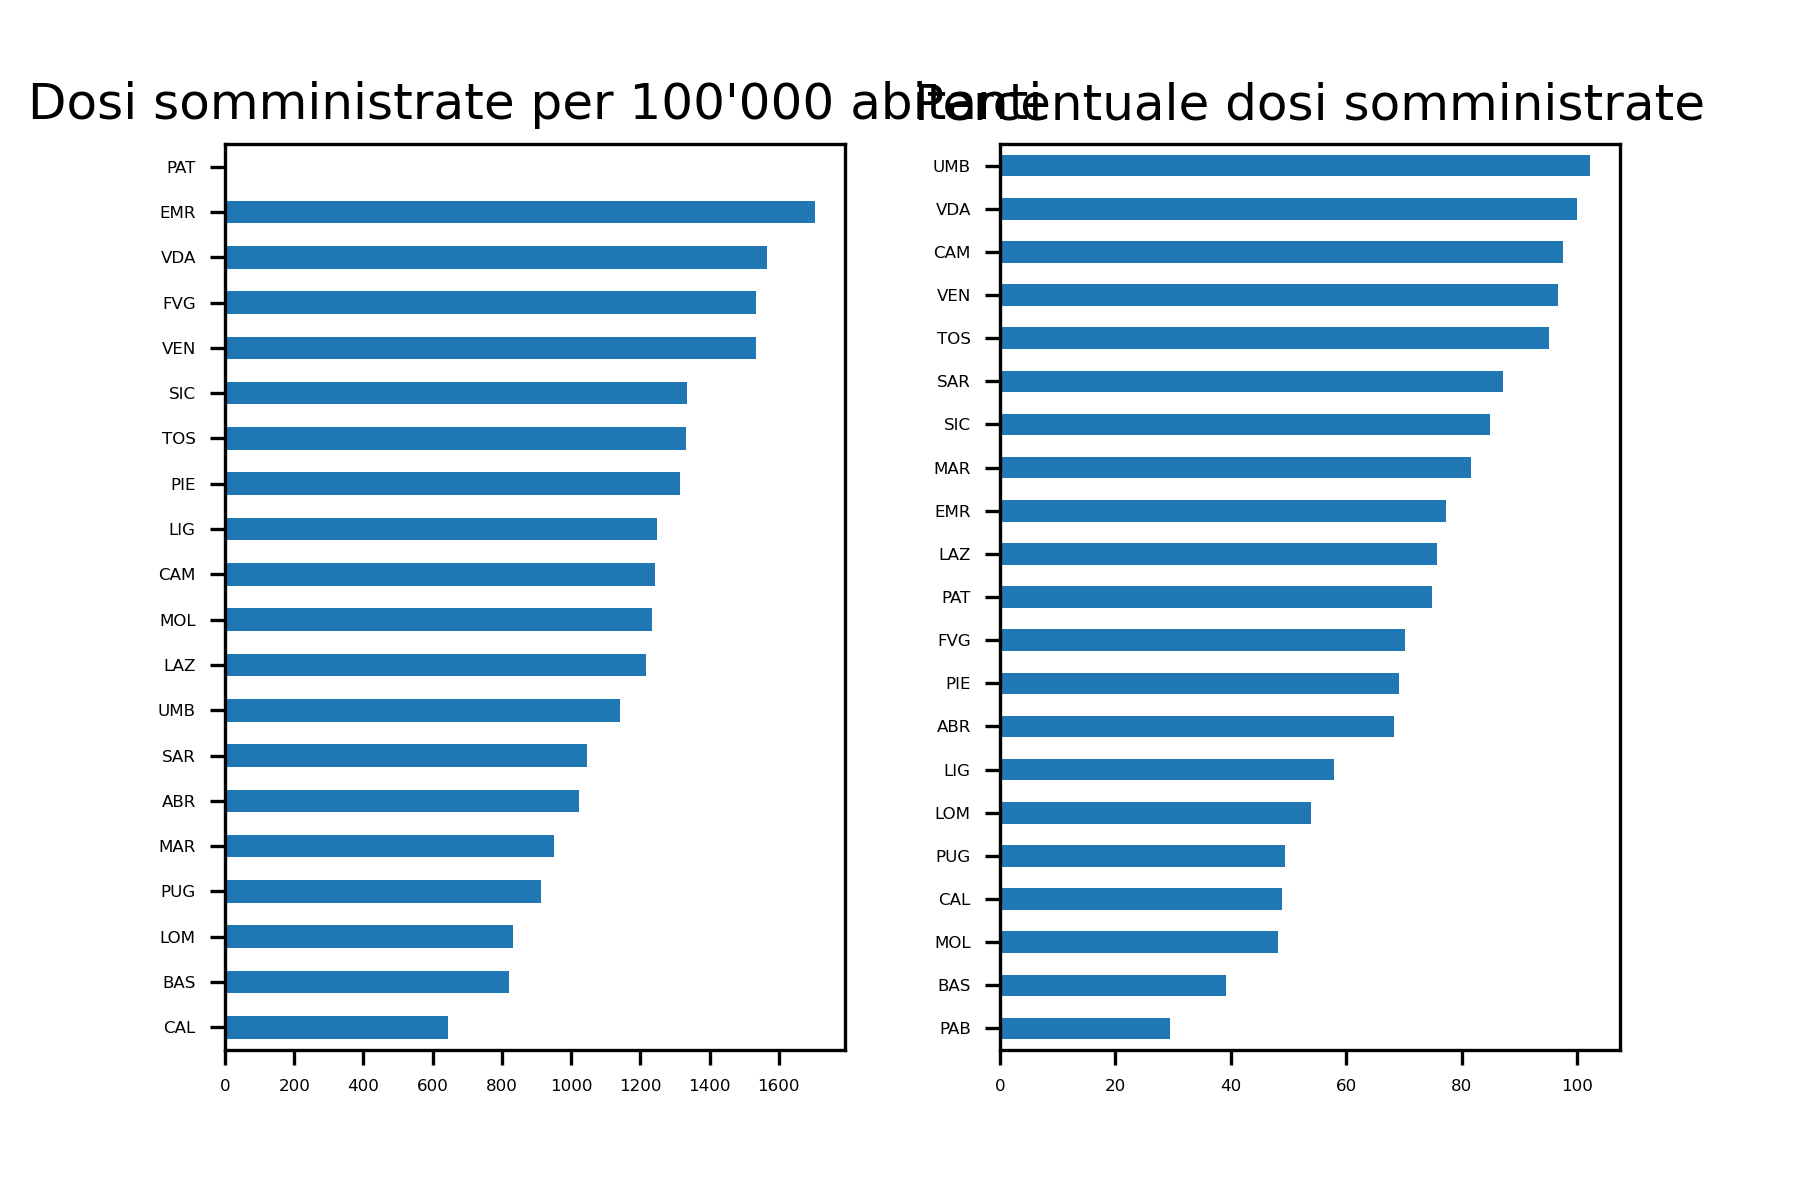 Dosi somministrate per 100'000 abitanti
PAT
EMR
VDA
FVG
VEN
SIC
TOS
PIE
LIG
CAM
MOL
LAZ
UMB
SAR
ABR
MAR
PUG
LOM
BAS
CAL
0 200 400 600 800 1000 1200 1400 1600
Percentuale dosi somministrate
UMB
VDA
CAM
VEN
TOS
SAR
SIC
MAR
EMR
LAZ
PAT
FVG
PIE
ABR
LIG
LOM
PUG
CAL
MOL
BAS
PAB
0 20 40 60 80 100